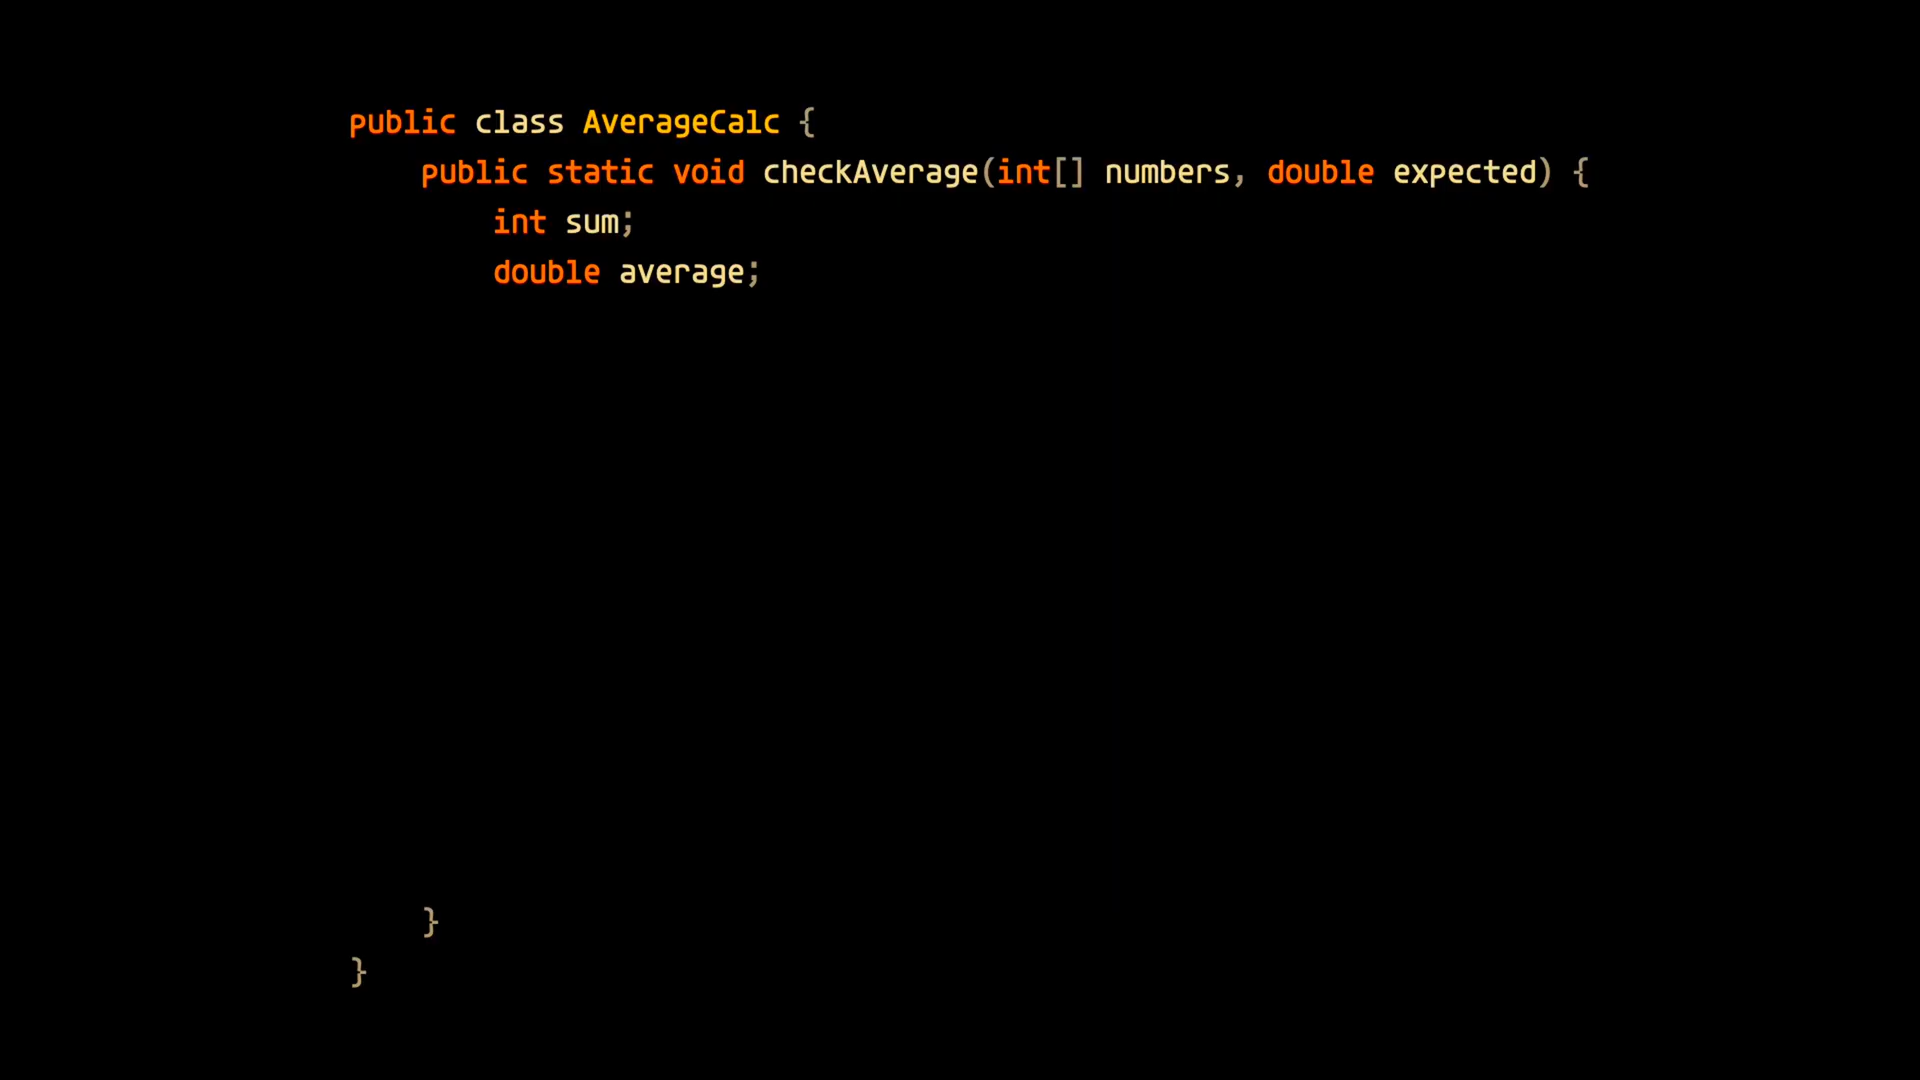 public class AverageCalc {
    public static void checkAverage(int[] numbers, double expected) {
        int sum;
        double average;
    }
}